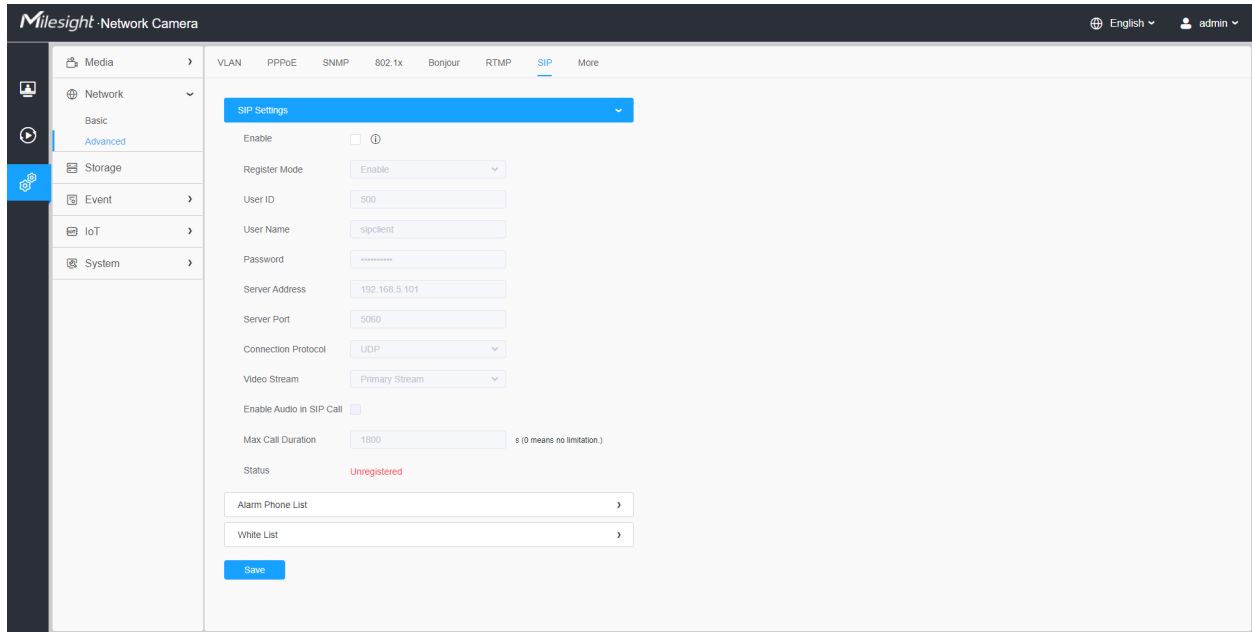 Milesight · Network Camera
English
admin
Media
Network
Basic
Advanced
Storage
Event
IoT
System
VLAN PPPoE SNMP 802.1x Bonjour RTMP SIP More
SIP Settings
Enable
Register Mode Enable
User ID 500
User Name sipclient
Password ••••••••••
Server Address 192.168.5.101
Server Port 5060
Connection Protocol UDP
Video Stream Primary Stream
Enable Audio in SIP Call
Max Call Duration 1800 s (0 means no limitation.)
Status Unregistered
Alarm Phone List
White List
Save